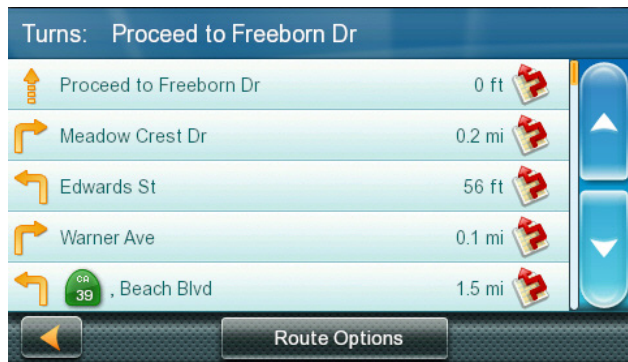 Turns: Proceed to Freeborn Dr
Proceed to Freeborn Dr 0 ft
Meadow Crest Dr 0.2 mi
Edwards St 56 ft
Warner Ave 0.1 mi
CA 39 , Beach Blvd 1.5 mi
Route Options